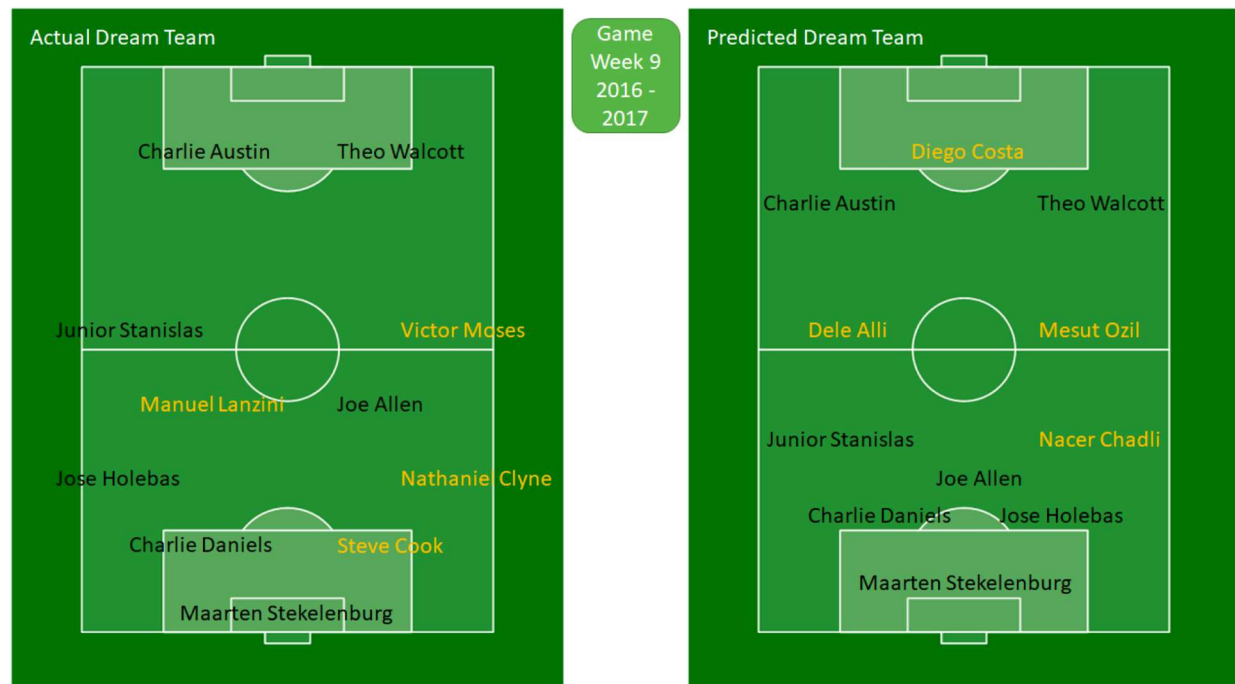 Actual Dream Team
Charlie Austin
Theo Walcott
Junior Stanislas
Victor Moses
Manuel Lanzini
Joe Allen
Jose Holebas
Nathaniel Clyne
Charlie Daniels
Steve Cook
Maarten Stekelenburg
Game
Week 9
2016 -
2017
Predicted Dream Team
Diego Costa
Charlie Austin
Theo Walcott
Dele Alli
Mesut Ozil
Junior Stanislas
Nacer Chadli
Joe Allen
Charlie Daniels
Jose Holebas
Maarten Stekelenburg